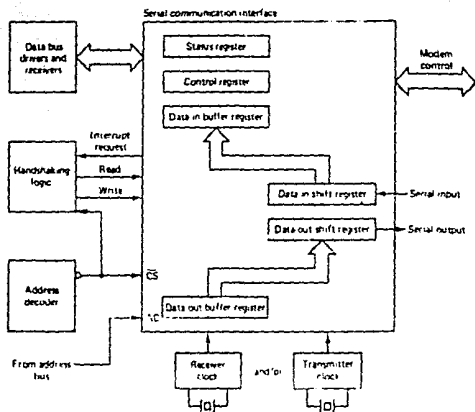 Serial communication interface
Data bus
drivers and
receivers
Status register
Control register
Data in buffer register
Modem
control
Interrupt
request
Read
Write
Handshaking
logic
Data in shift register
Serial input
Data out shift register
Serial output
Address
decoder
CS
Data out buffer register
From address
bus
Receiver
clock
and/or
Transmitter
clock